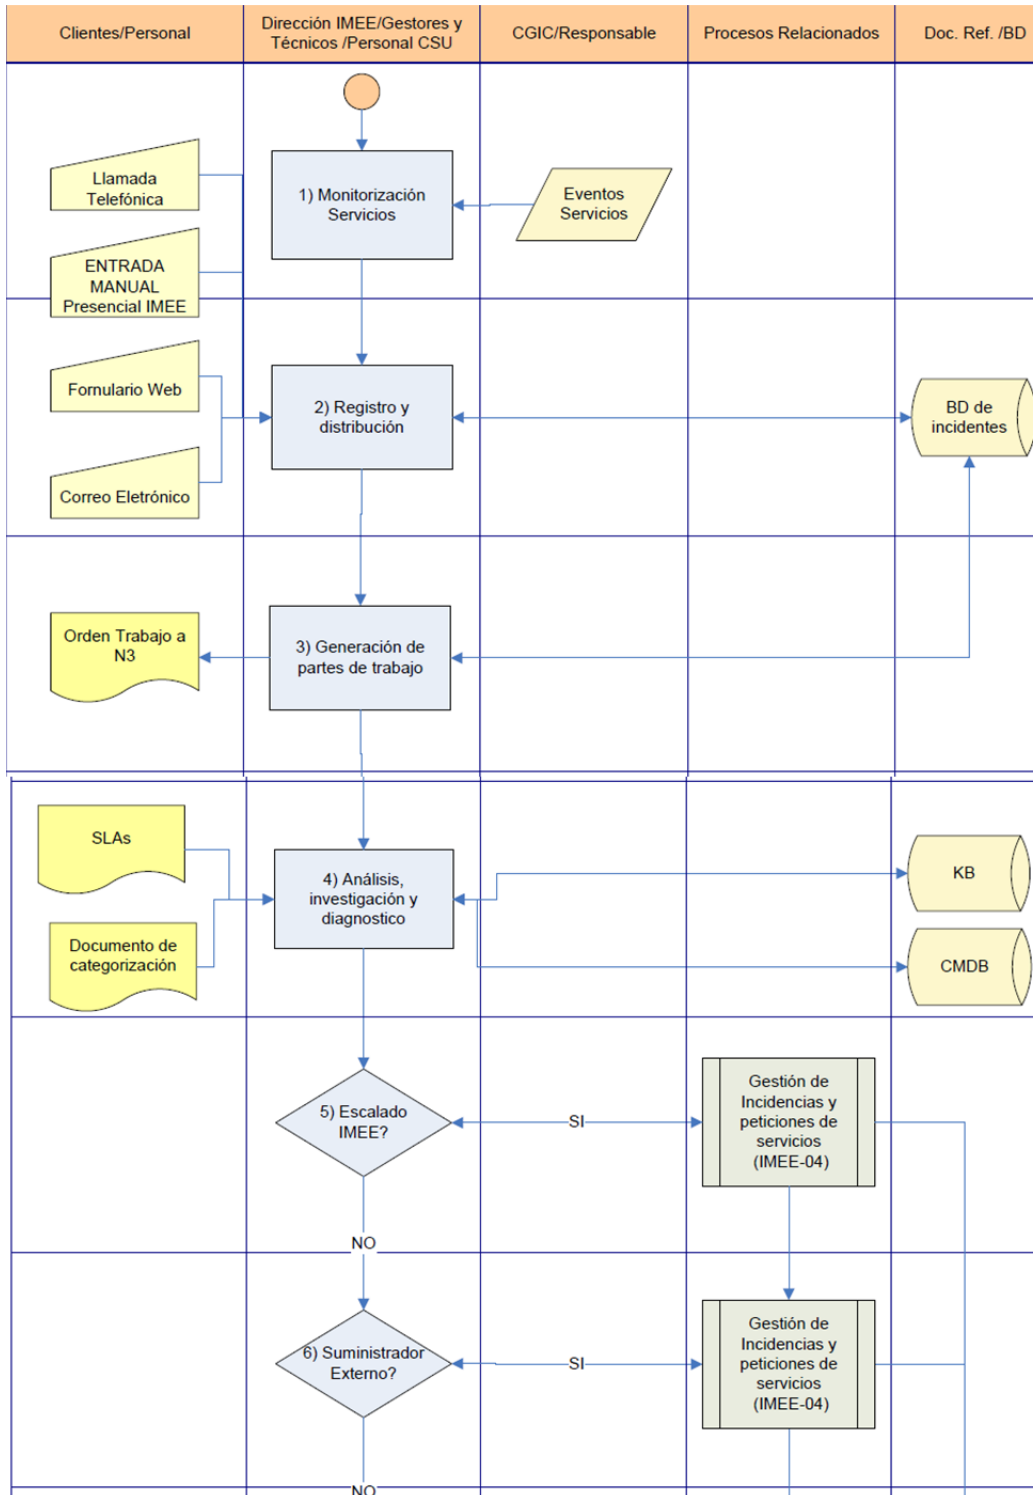 Clientes/Personal
Dirección IMEE/Gestores y
Técnicos /Personal CSU
CGIC/Responsable
Procesos Relacionados
Doc. Ref. /BD
Llamada
Telefónica
1) Monitorización
Servicios
Eventos
Servicios
ENTRADA
MANUAL
Presencial IMEE
Fornulario Web
2) Registro y
distribución
BD de
incidentes
Correo Eletrónico
Orden Trabajo a
N3
3) Generación de
partes de trabajo
SLAs
4) Análisis,
investigación y
diagnostico
KB
Documento de
categorización
CMDB
5) Escalado
IMEE?
SI
Gestión de
Incidencias y
peticiones de
servicios
(IMEE-04)
NO
6) Suministrador
Externo?
SI
Gestión de
Incidencias y
peticiones de
servicios
(IMEE-04)
NO